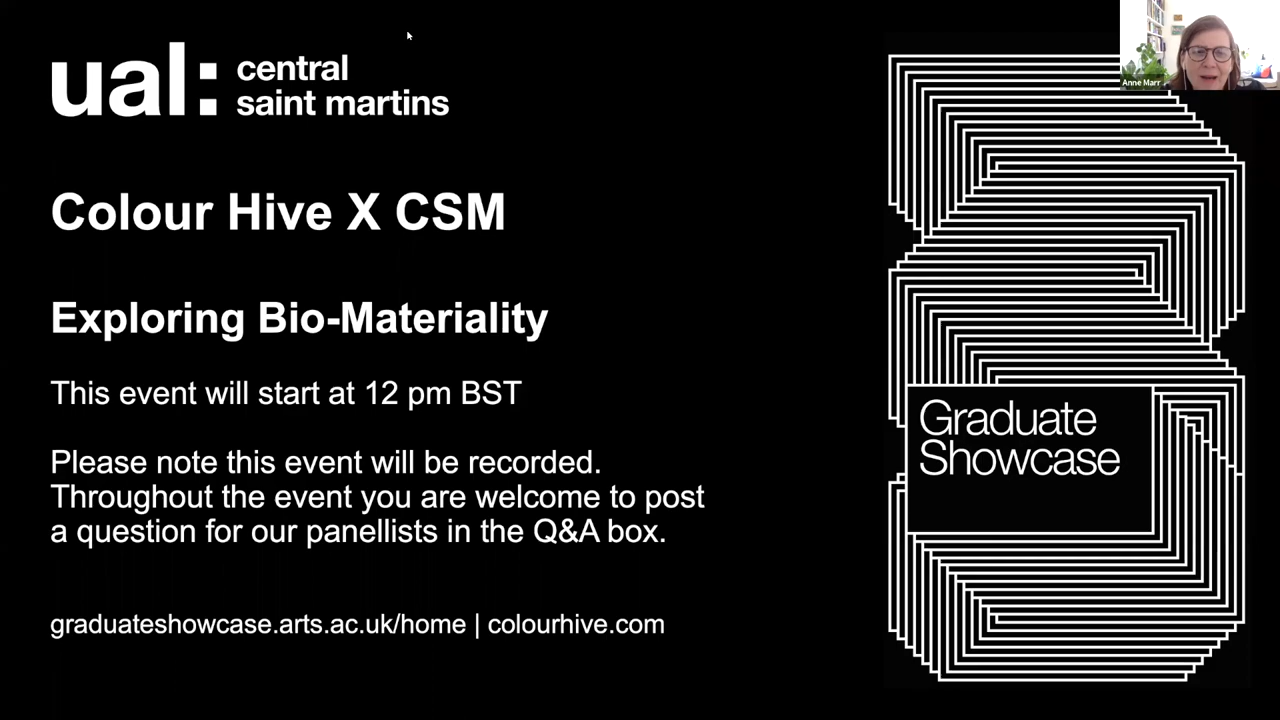 ual:
central
saint martins
Anne Marr
Colour Hive X CSM
Exploring Bio-Materiality
This event will start at 12 pm BST
Please note this event will be recorded.
Throughout the event you are welcome to post
a question for our panellists in the Q&A box.
graduateshowcase.arts.ac.uk/home | colourhive.com
Graduate
Showcase